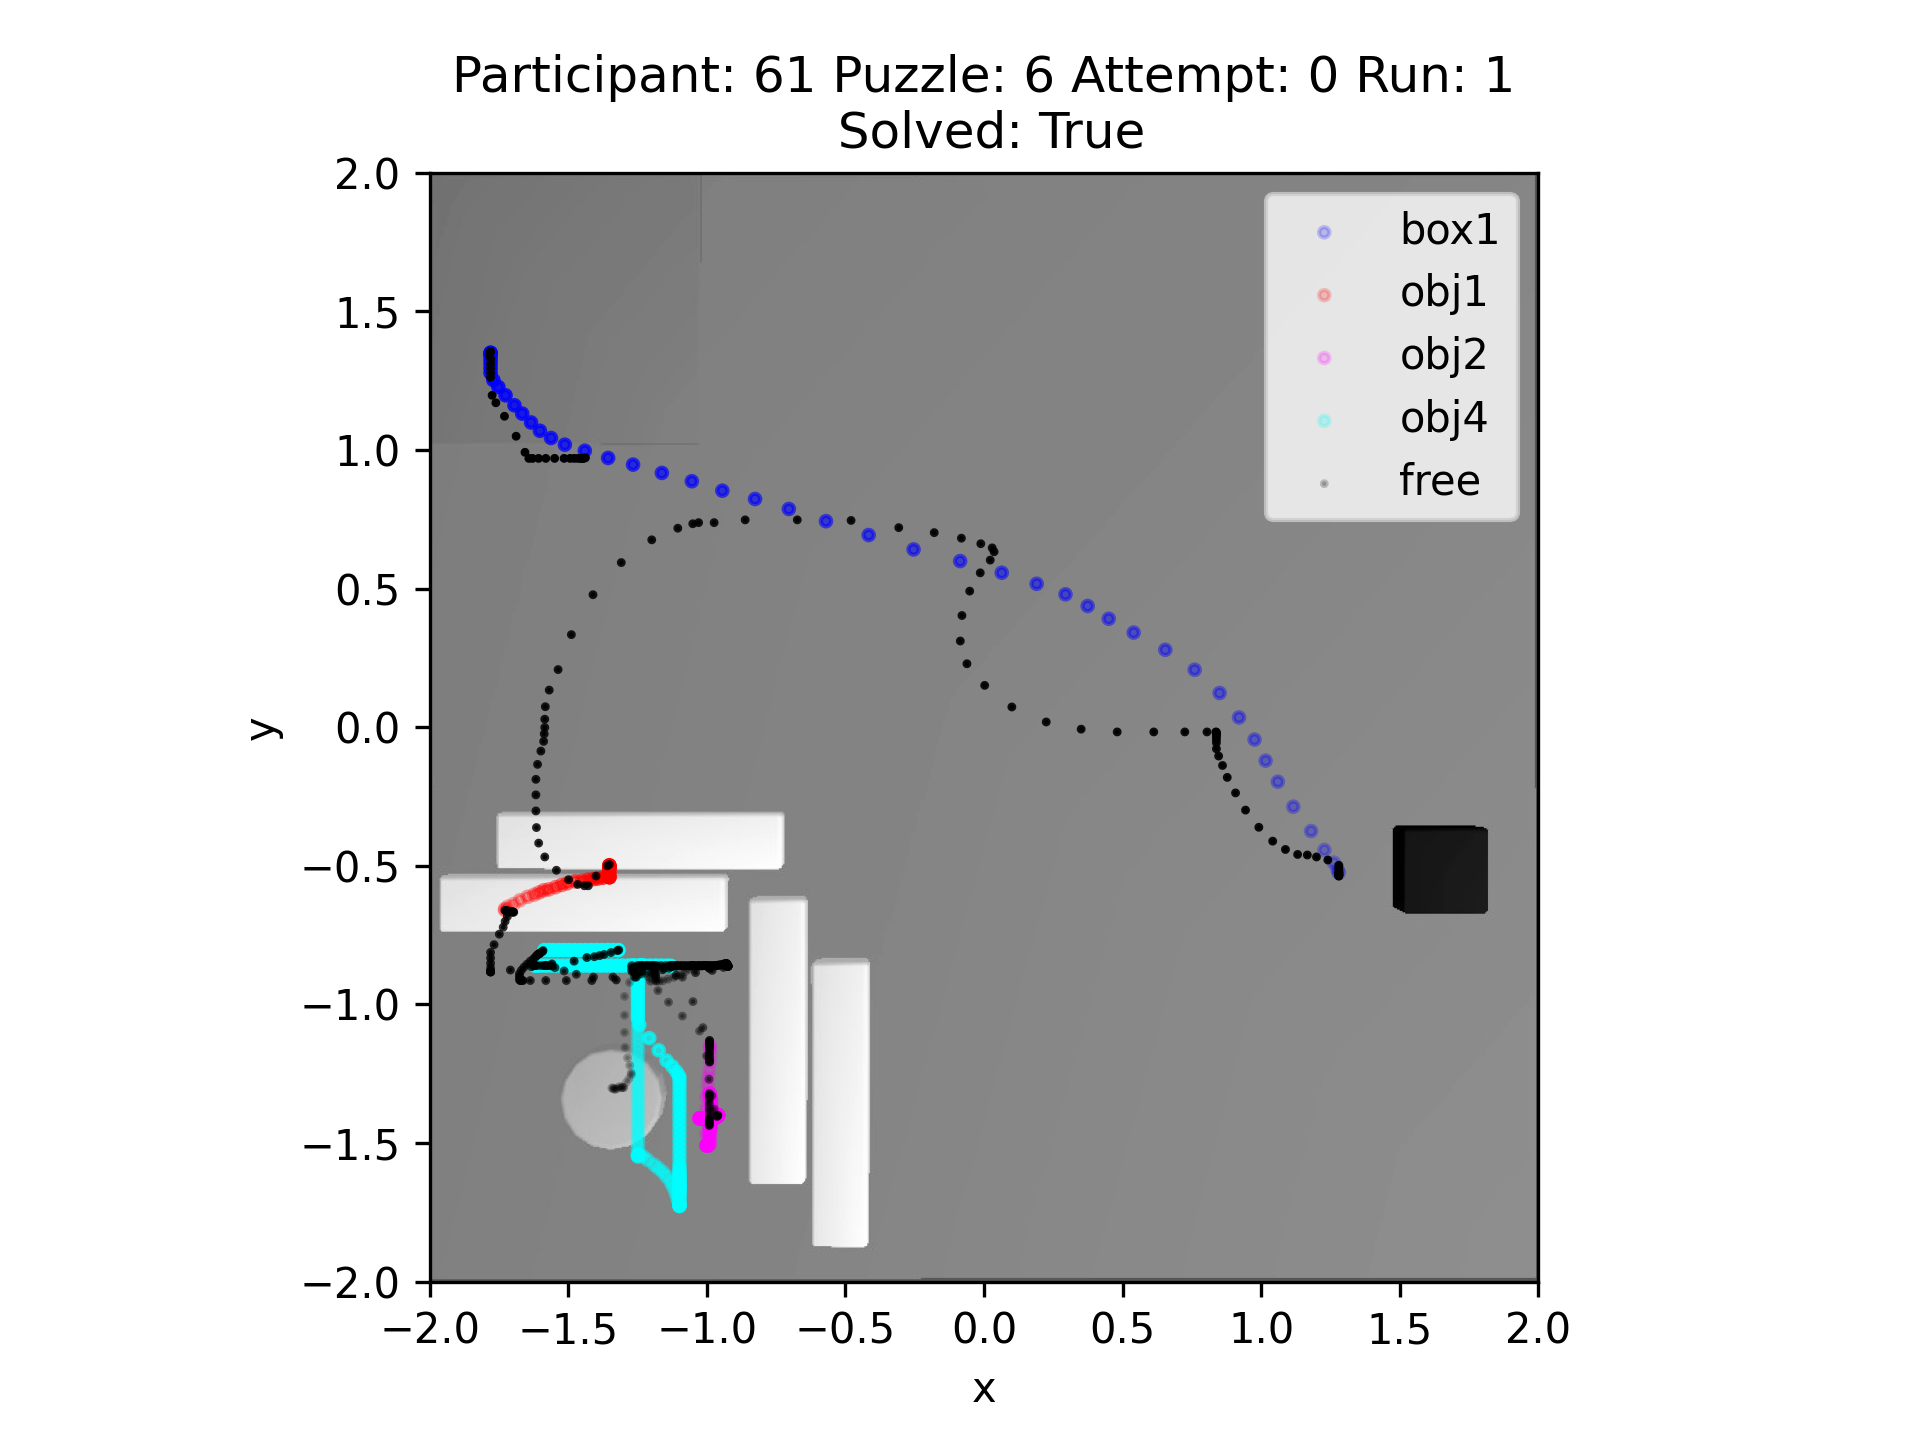 Participant: 61 Puzzle: 6 Attempt: 0 Run: 1
Solved: True
2.0
1.5
1.0
0.5
0.0
−0.5
−1.0
−1.5
−2.0
y
box1
obj1
obj2
obj4
free
−2.0 −1.5 −1.0 −0.5 0.0 0.5 1.0 1.5 2.0
x